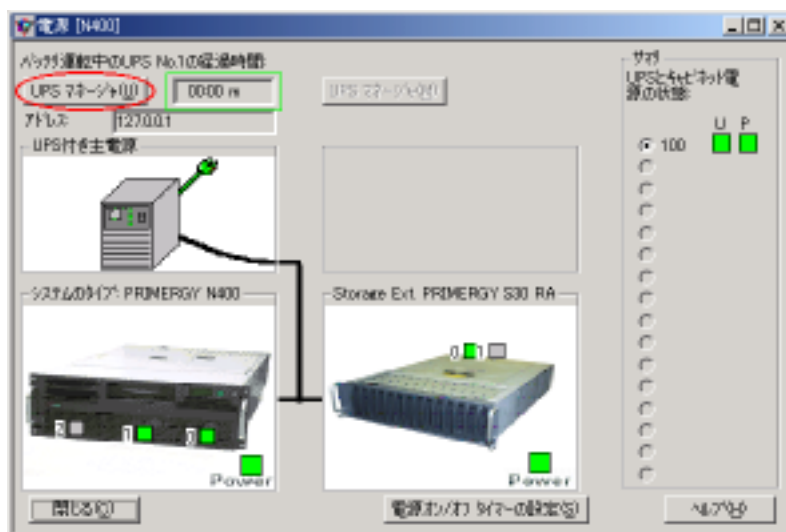 電源 [N400]
バッテリ運転中のUPS No.1の経過時間:
UPS マネージャ(U)
00:00 m
UPS マネージャ(M)
アドレス: 127.0.0.1
UPS付き主電源
システムのタイプ: PRIMERGY N400
2
1
0
Power
Storage Ext. PRIMERGY S30 RA
0
1
Power
サマリ
UPSとキャビネット電
源の状態:
U P
100
閉じる(C)
電源オン/オフ タイマーの設定(S)
ヘルプ(H)